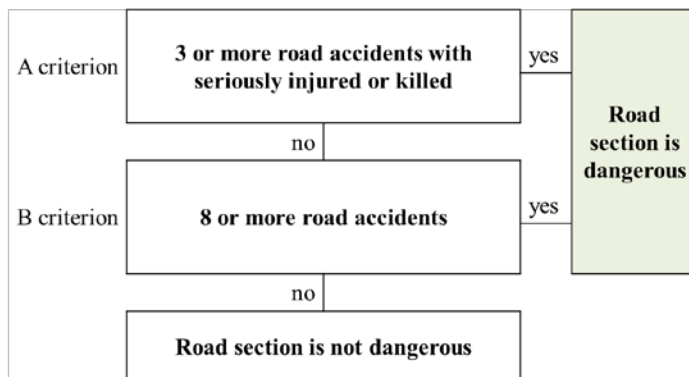 A criterion
3 or more road accidents with
seriously injured or killed
yes
Road
section is
dangerous
no
B criterion
8 or more road accidents
yes
no
Road section is not dangerous